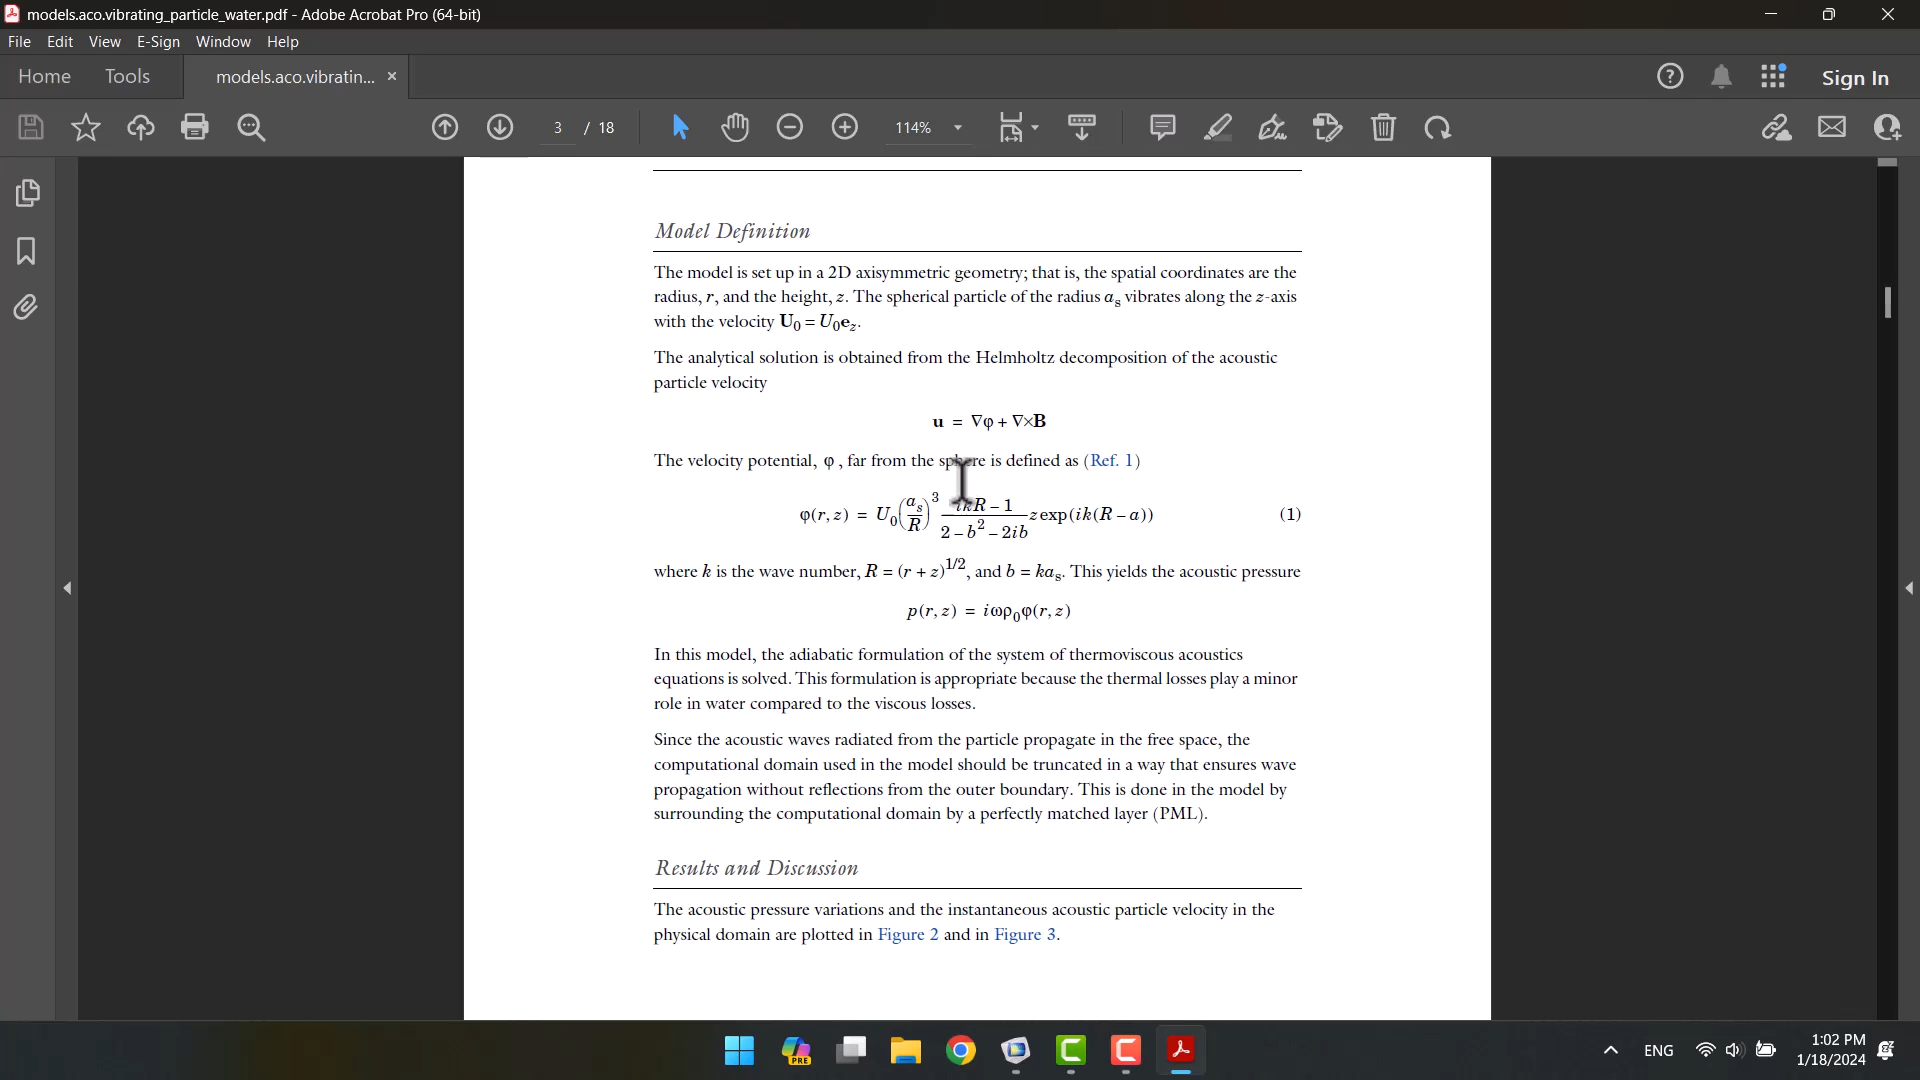 models.aco.vibrating_particle_water.pdf - Adobe Acrobat Pro (64-bit)
File Edit View E-Sign Window Help
Home Tools models.aco.vibratin... × Sign In
3 / 18 114%
Model Definition
The model is set up in a 2D axisymmetric geometry; that is, the spatial coordinates are the
radius, r, and the height, z. The spherical particle of the radius aₛ vibrates along the z-axis
with the velocity U₀ = U₀e_z.
The analytical solution is obtained from the Helmholtz decomposition of the acoustic
particle velocity
u = ∇φ + ∇×B
The velocity potential, φ, far from the sphere is defined as (Ref. 1)
φ(r, z) = U₀(aₛ/R)³ (ikR – 1)/(2 – b² – 2ib) z exp(ik(R – a)) (1)
where k is the wave number, R = (r + z)^1/2, and b = kaₛ. This yields the acoustic pressure
p(r, z) = iωρ₀φ(r, z)
In this model, the adiabatic formulation of the system of thermoviscous acoustics
equations is solved. This formulation is appropriate because the thermal losses play a minor
role in water compared to the viscous losses.
Since the acoustic waves radiated from the particle propagate in the free space, the
computational domain used in the model should be truncated in a way that ensures wave
propagation without reflections from the outer boundary. This is done in the model by
surrounding the computational domain by a perfectly matched layer (PML).
Results and Discussion
The acoustic pressure variations and the instantaneous acoustic particle velocity in the
physical domain are plotted in Figure 2 and in Figure 3.
PRE
ENG
1:02 PM
1/18/2024